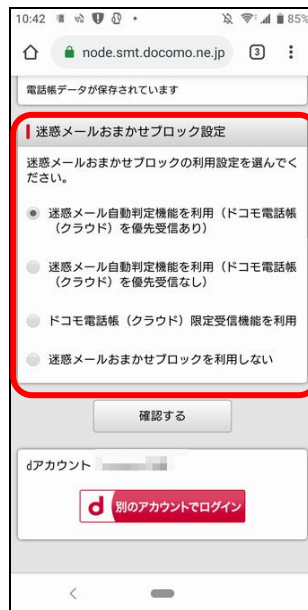 10:42
85%
node.smt.docomo.ne.jp
3
電話帳データが保存されています
迷惑メールおまかせブロック設定
迷惑メールおまかせブロックの利用設定を選んでく
ださい。
迷惑メール自動判定機能を利用(ドコモ電話帳
(クラウド)を優先受信あり)
迷惑メール自動判定機能を利用(ドコモ電話帳
(クラウド)を優先受信なし)
ドコモ電話帳(クラウド)限定受信機能を利用
迷惑メールおまかせブロックを利用しない
確認する
dアカウント
d 別のアカウントでログイン